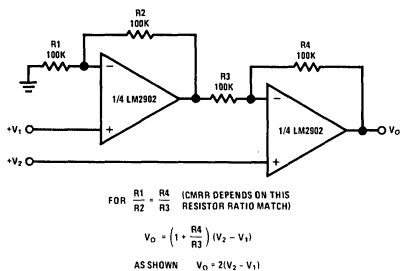 R2
100K
R1
100K
R4
100K
R3
100K
−
1/4 LM2902
+
−
1/4 LM2902
+
VO
+V1
+V2
FOR R1/R2 = R4/R3 (CMRR DEPENDS ON THIS
RESISTOR RATIO MATCH)
VO = (1 + R4/R3) (V2 − V1)
AS SHOWN VO = 2(V2 − V1)